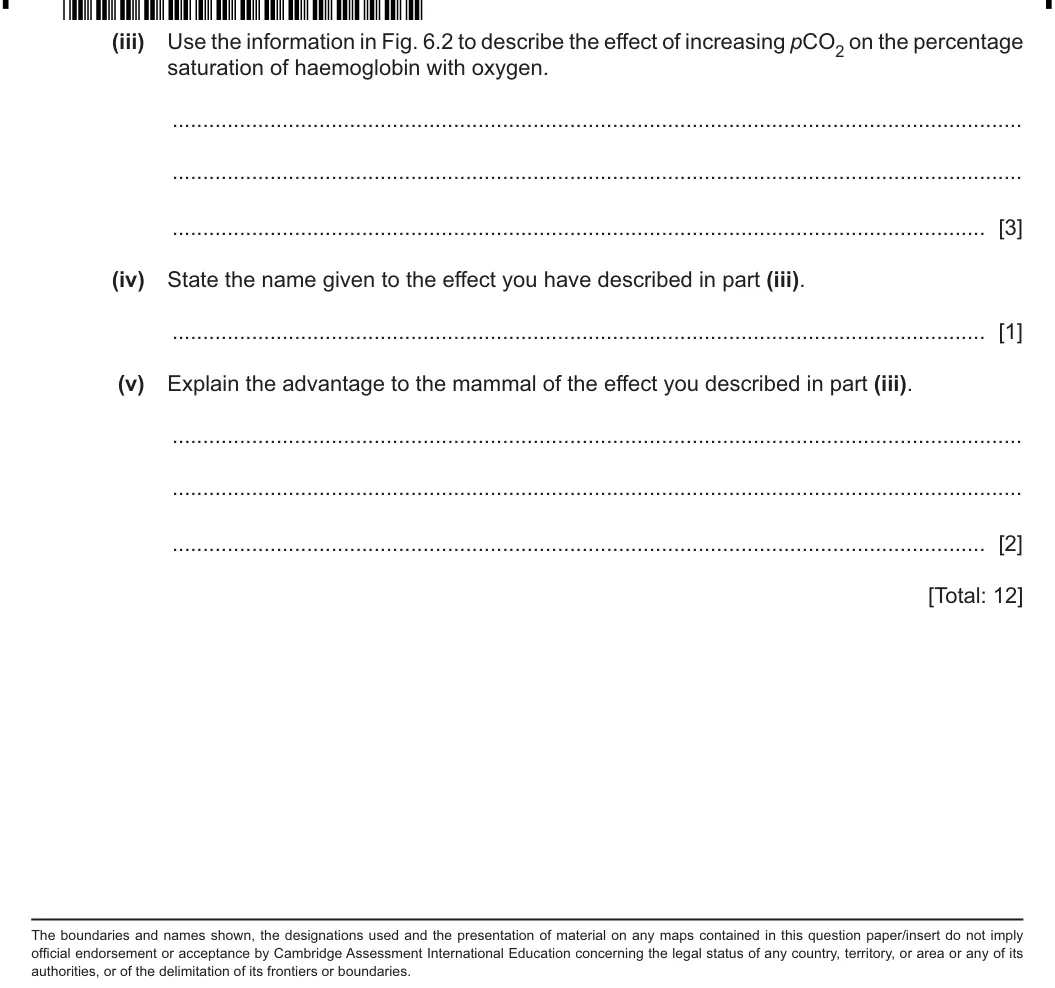 (iii) Use the information in Fig. 6.2 to describe the effect of increasing pCO₂ on the percentage
saturation of haemoglobin with oxygen.
..........................................................................................................................................
..........................................................................................................................................
.................................................................................................................................... [3]
(iv) State the name given to the effect you have described in part (iii).
.................................................................................................................................... [1]
(v) Explain the advantage to the mammal of the effect you described in part (iii).
..........................................................................................................................................
..........................................................................................................................................
.................................................................................................................................... [2]
[Total: 12]
The boundaries and names shown, the designations used and the presentation of material on any maps contained in this question paper/insert do not imply
official endorsement or acceptance by Cambridge Assessment International Education concerning the legal status of any country, territory, or area or any of its
authorities, or of the delimitation of its frontiers or boundaries.